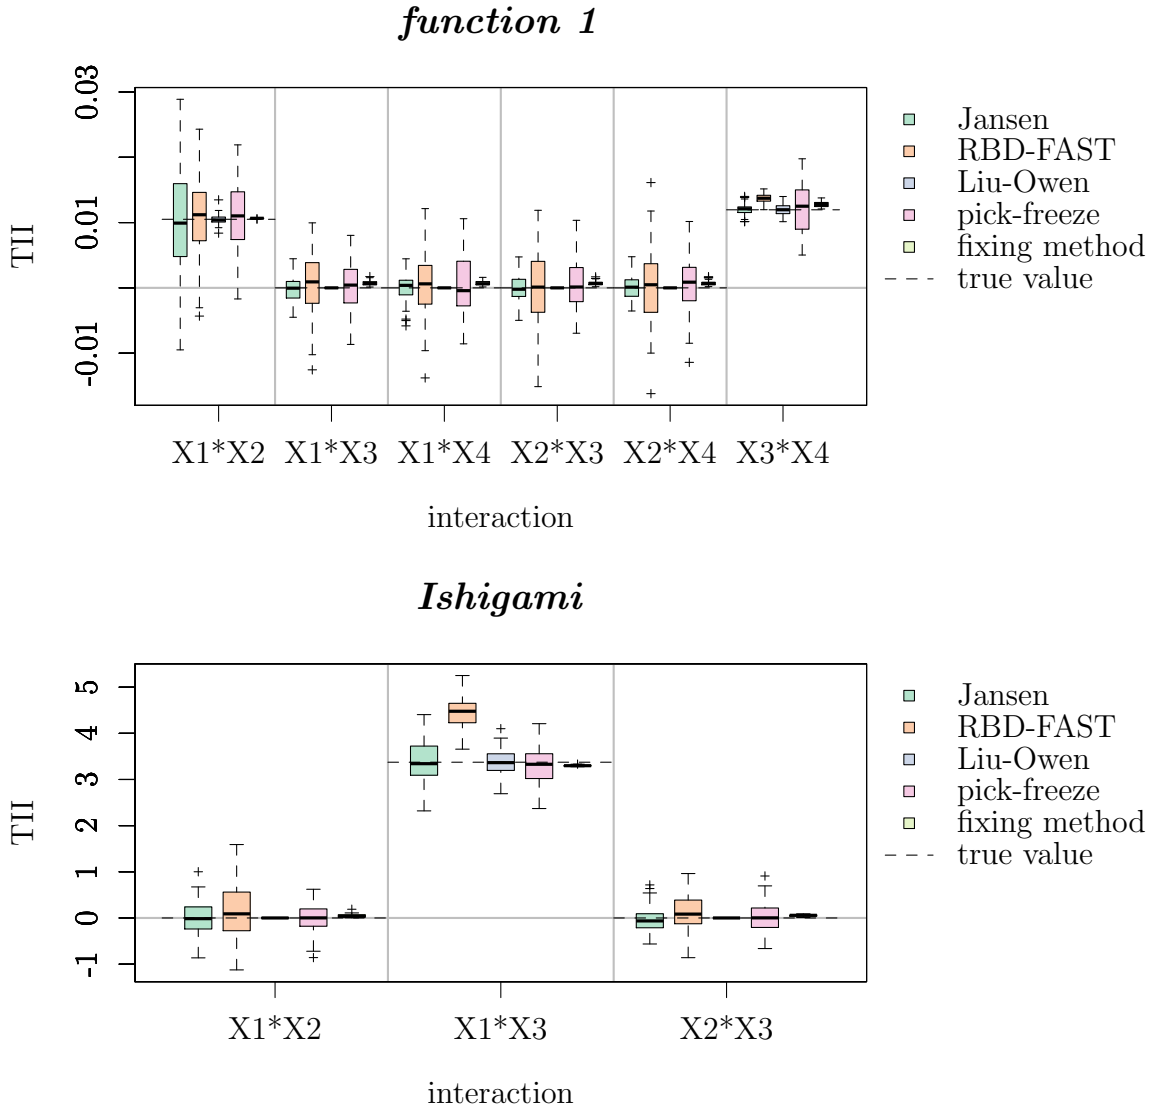 function 1
0.03
0.01
-0.01
TII
X1*X2 X1*X3 X1*X4 X2*X3 X2*X4 X3*X4
interaction
Jansen
RBD-FAST
Liu-Owen
pick-freeze
fixing method
true value
Ishigami
5
4
3
2
1
0
-1
TII
X1*X2 X1*X3 X2*X3
interaction
Jansen
RBD-FAST
Liu-Owen
pick-freeze
fixing method
true value